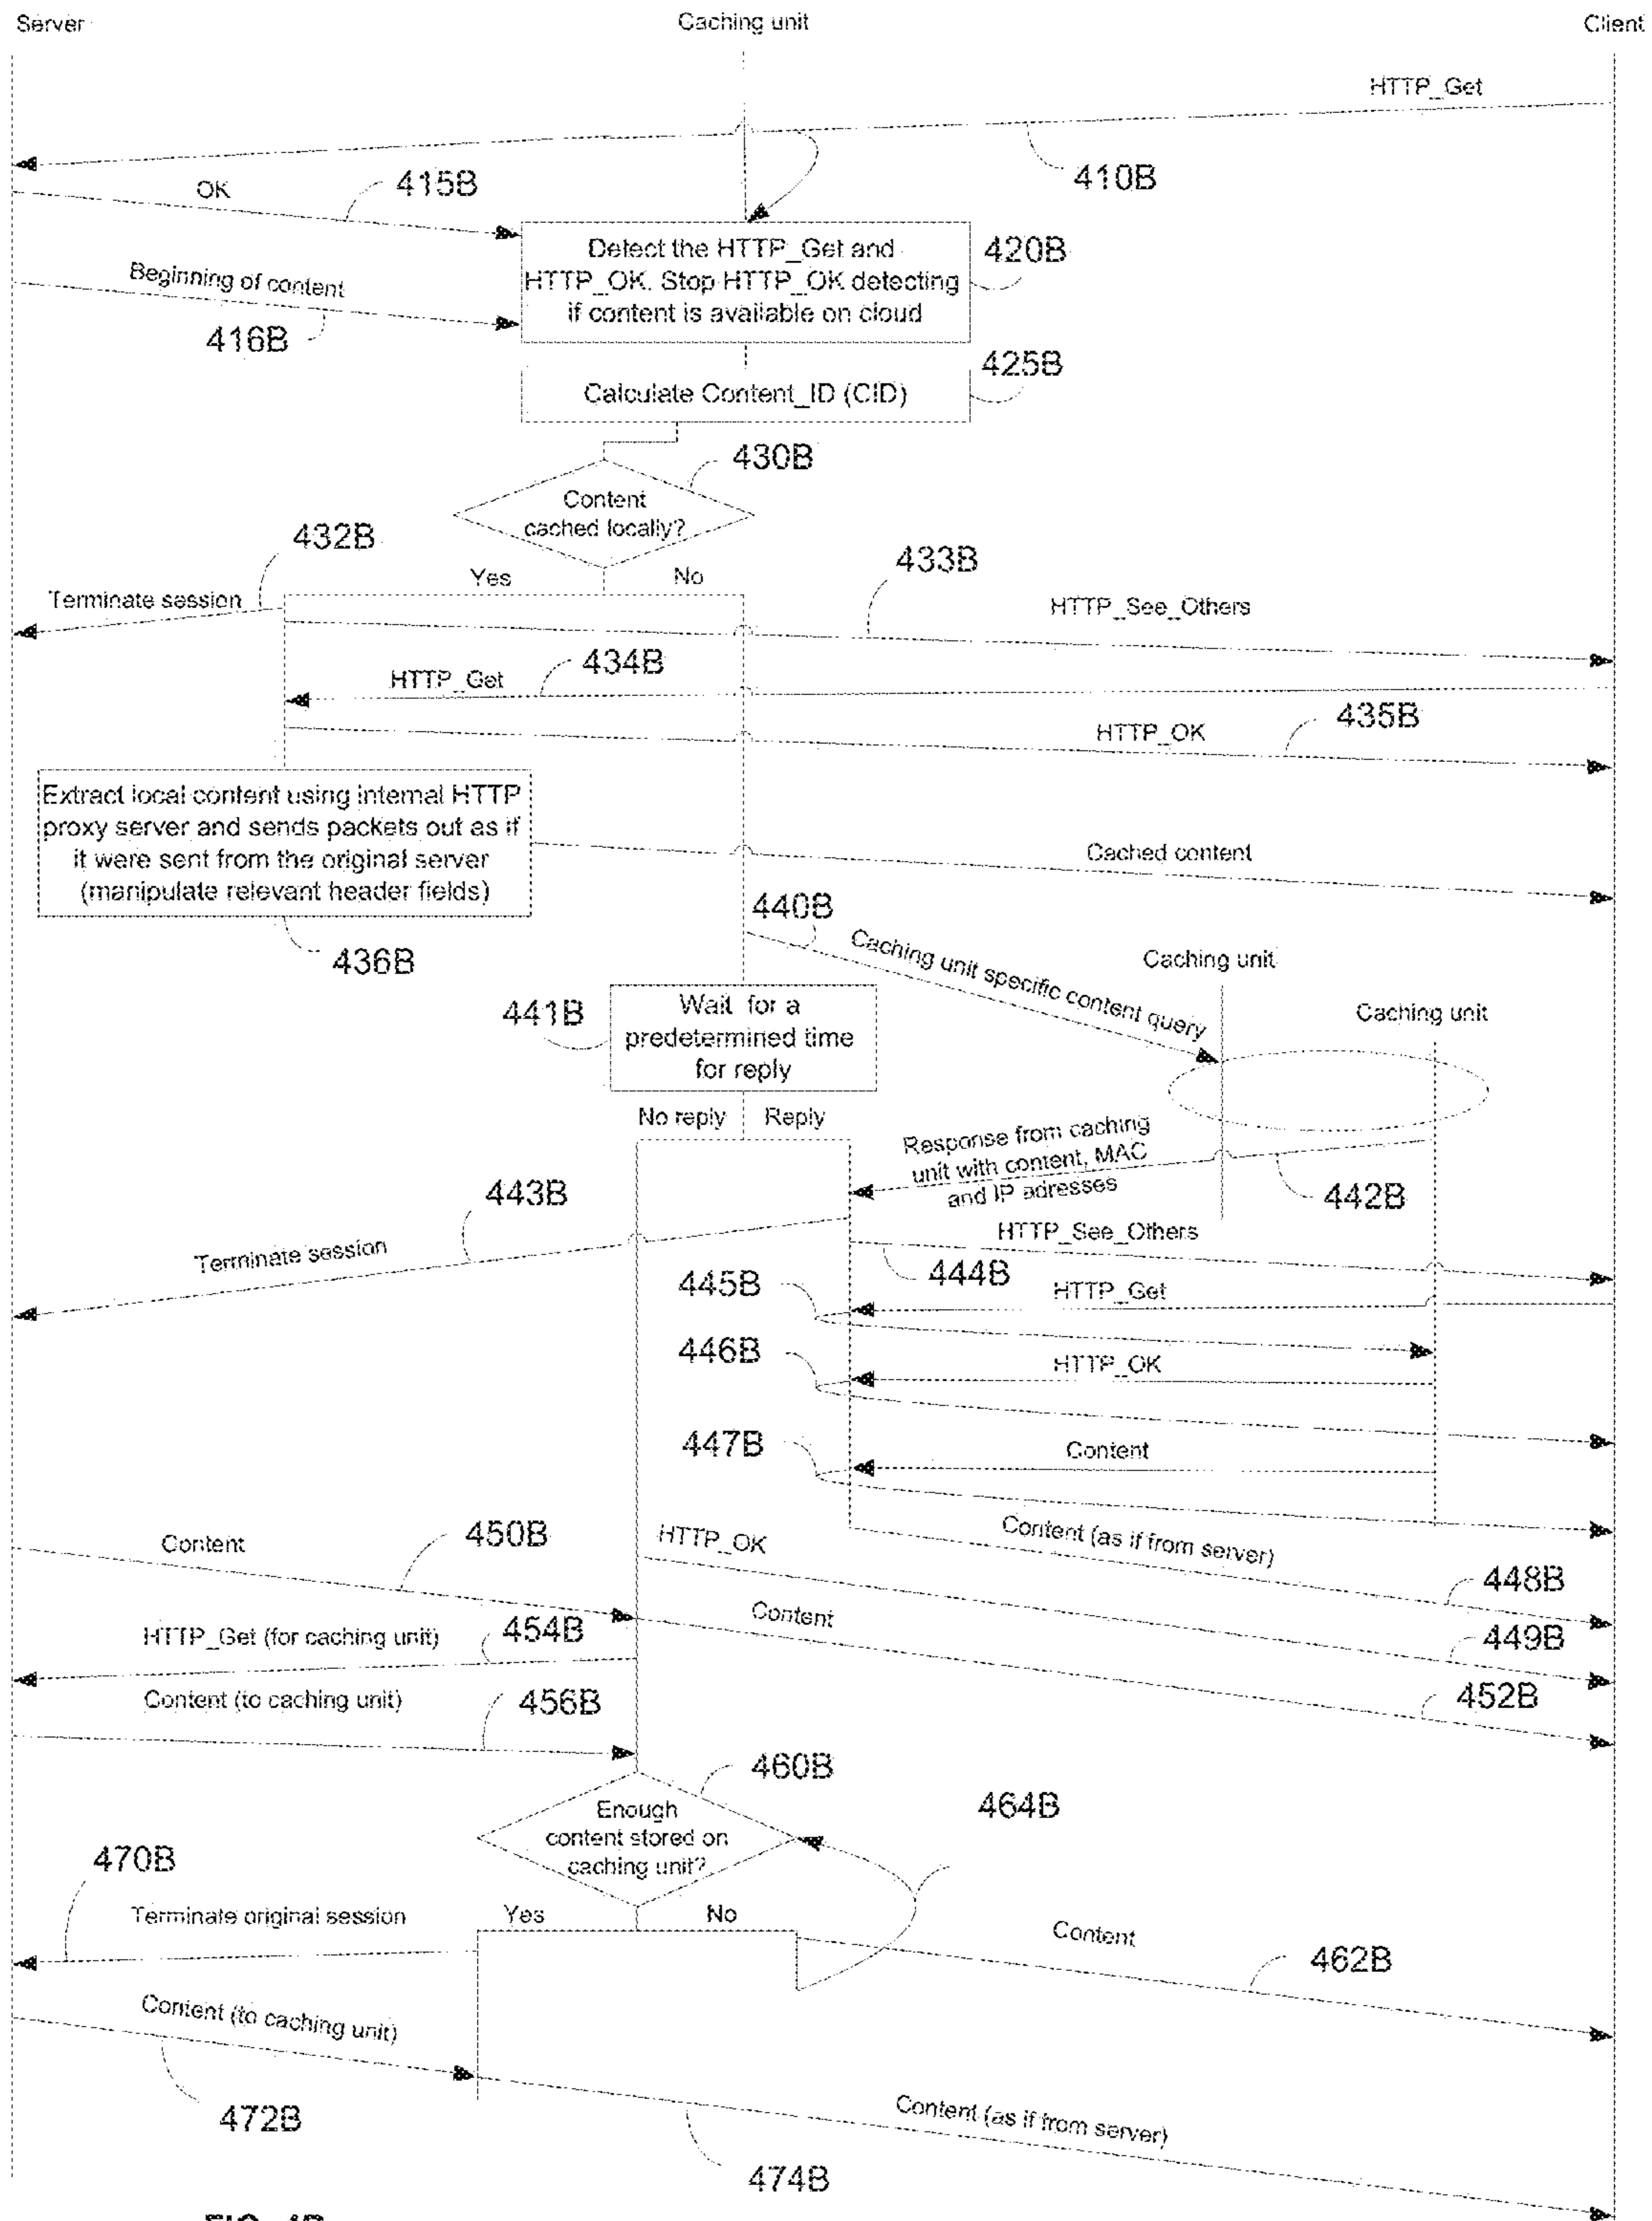 Server
Caching unit
Client
HTTP_Get
410B
OK
415B
Beginning of content
416B
Detect the HTTP_Get and
HTTP_OK. Stop HTTP_OK detecting
if content is available on cloud
420B
425B
Calculate Content_ID (CID)
430B
Content
cached locally?
432B
433B
Yes
No
Terminate session
HTTP_See_Others
434B
HTTP_Get
435B
HTTP_OK
Extract local content using internal HTTP
proxy server and sends packets out as if
it were sent from the original server
(manipulate relevant header fields)
Cached content
436B
440B
Caching unit specific content query
Caching unit
Caching unit
441B
Wait for a
predetermined time
for reply
No reply
Reply
Response from caching
unit with content, MAC
and IP adresses
442B
443B
Terminate session
HTTP_See_Others
444B
445B
HTTP_Get
446B
HTTP_OK
447B
Content
Content
450B
HTTP_OK
Content (as if from server)
448B
HTTP_Get (for caching unit)
454B
Content
449B
Content (to caching unit)
456B
452B
460B
Enough
content stored on
caching unit?
464B
470B
Terminate original session
Yes
No
Content
462B
Content (to caching unit)
472B
Content (as if from server)
474B